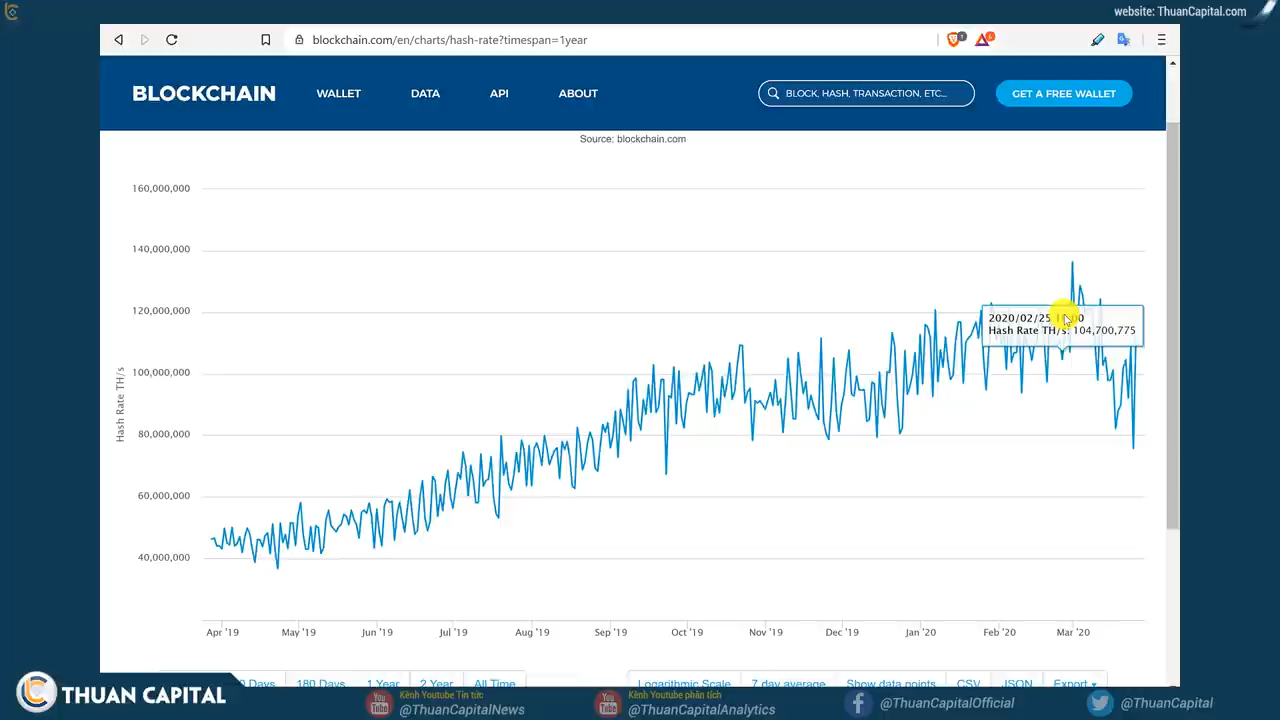 website: ThuanCapital.com
blockchain.com/en/charts/hash-rate?timespan=1year
BLOCKCHAIN
WALLET
DATA
API
ABOUT
BLOCK, HASH, TRANSACTION, ETC...
GET A FREE WALLET
Source: blockchain.com
160,000,000
140,000,000
120,000,000
100,000,000
80,000,000
60,000,000
40,000,000
Hash Rate TH/s
2020/02/25
Hash Rate TH/s: 104,700,775
Apr '19
May '19
Jun '19
Jul '19
Aug '19
Sep '19
Oct '19
Nov '19
Dec '19
Jan '20
Feb '20
Mar '20
Days
180 Days
1 Year
2 Year
All Time
Logarithmic Scale
7 day average
Show data points
CSV
JSON
Export
THUAN CAPITAL
Kênh Youtube Tin tức
@ThuanCapitalNews
Kênh Youtube phân tích
@ThuanCapitalAnalytics
@ThuanCapitalOfficial
@ThuanCapital